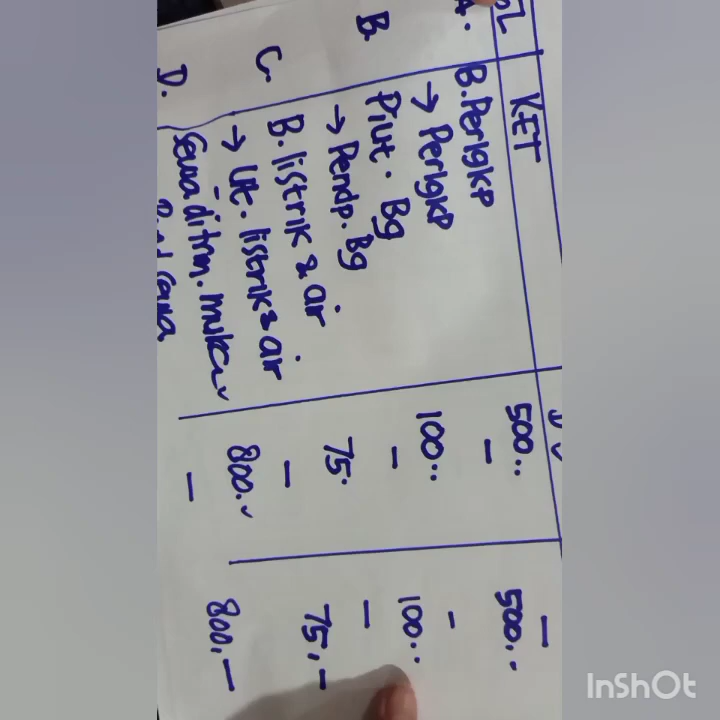 KET
A. B. Perlgkp 500.. —
→ Perlgkp — 500..
B. Piut. Bg 100.. —
→ Pendp. Bg — 100..
C. B. listrik & air 75. —
→ Ut. listrik & air — 75,—
D. Sewa ditrm. muka 800.. —
800,—
InShOt